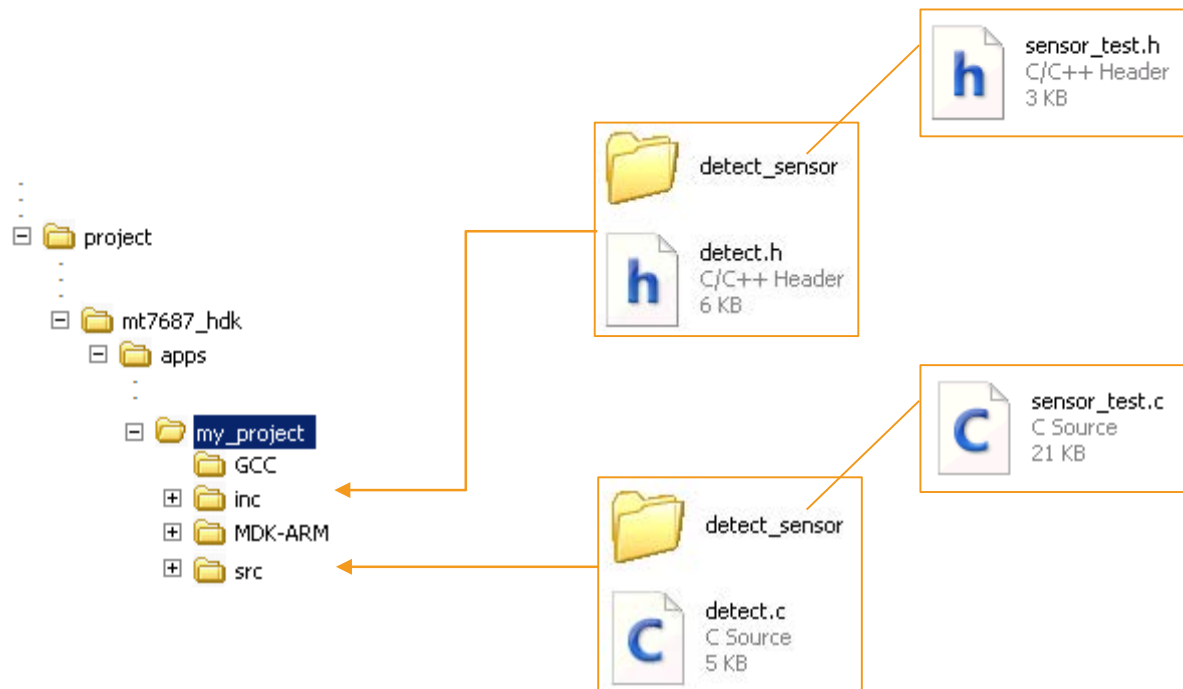 project
mt7687_hdk
apps
my_project
GCC
inc
MDK-ARM
src
detect_sensor
h
detect.h
C/C++ Header
6 KB
h
sensor_test.h
C/C++ Header
3 KB
detect_sensor
C
detect.c
C Source
5 KB
C
sensor_test.c
C Source
21 KB